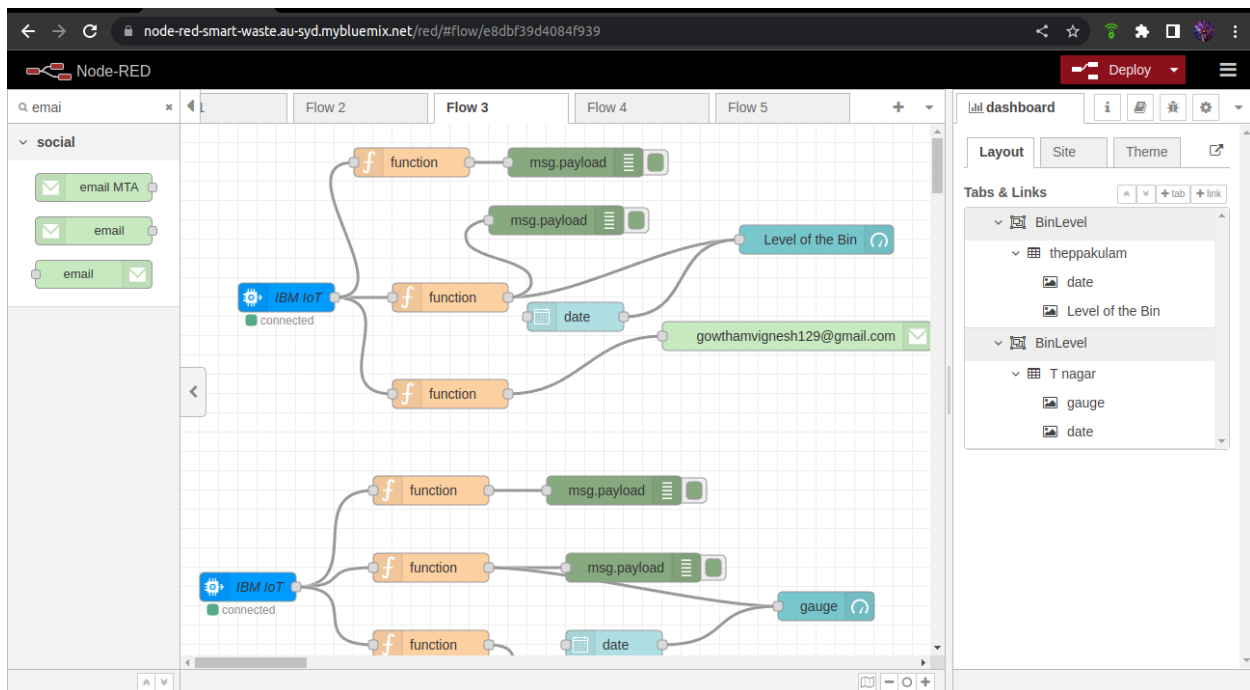 node-red-smart-waste.au-syd.mybluemix.net/red/#flow/e8dbf39d4084f939
Node-RED
Deploy
emai
social
email MTA
email
email
1
Flow 2
Flow 3
Flow 4
Flow 5
function
msg.payload
msg.payload
Level of the Bin
IBM IoT
connected
function
date
gowthamvignesh129@gmail.com
function
function
msg.payload
function
msg.payload
IBM IoT
connected
gauge
function
date
dashboard
i
Layout
Site
Theme
Tabs & Links
+ tab
+ link
BinLevel
theppakulam
date
Level of the Bin
BinLevel
T nagar
gauge
date